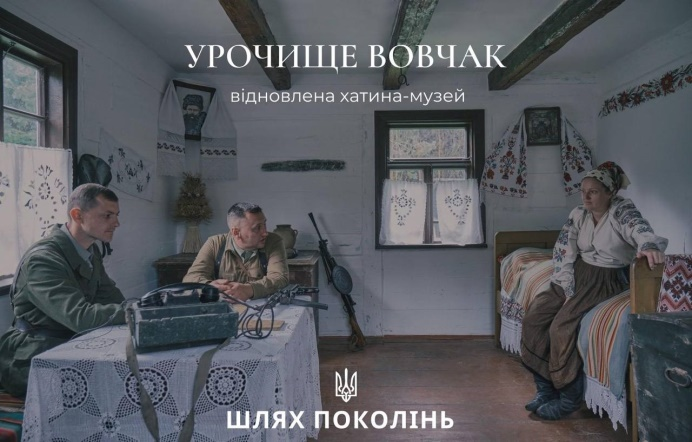 УРОЧИЩЕ ВОВЧАК
відновлена хатина-музей
ШЛЯХ ПОКОЛІНЬ